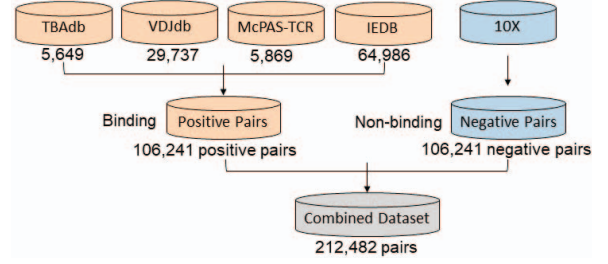 TBAdb VDJdb McPAS-TCR IEDB 10X
5,649 29,737 5,869 64,986
Binding Positive Pairs Non-binding Negative Pairs
106,241 positive pairs 106,241 negative pairs
Combined Dataset
212,482 pairs